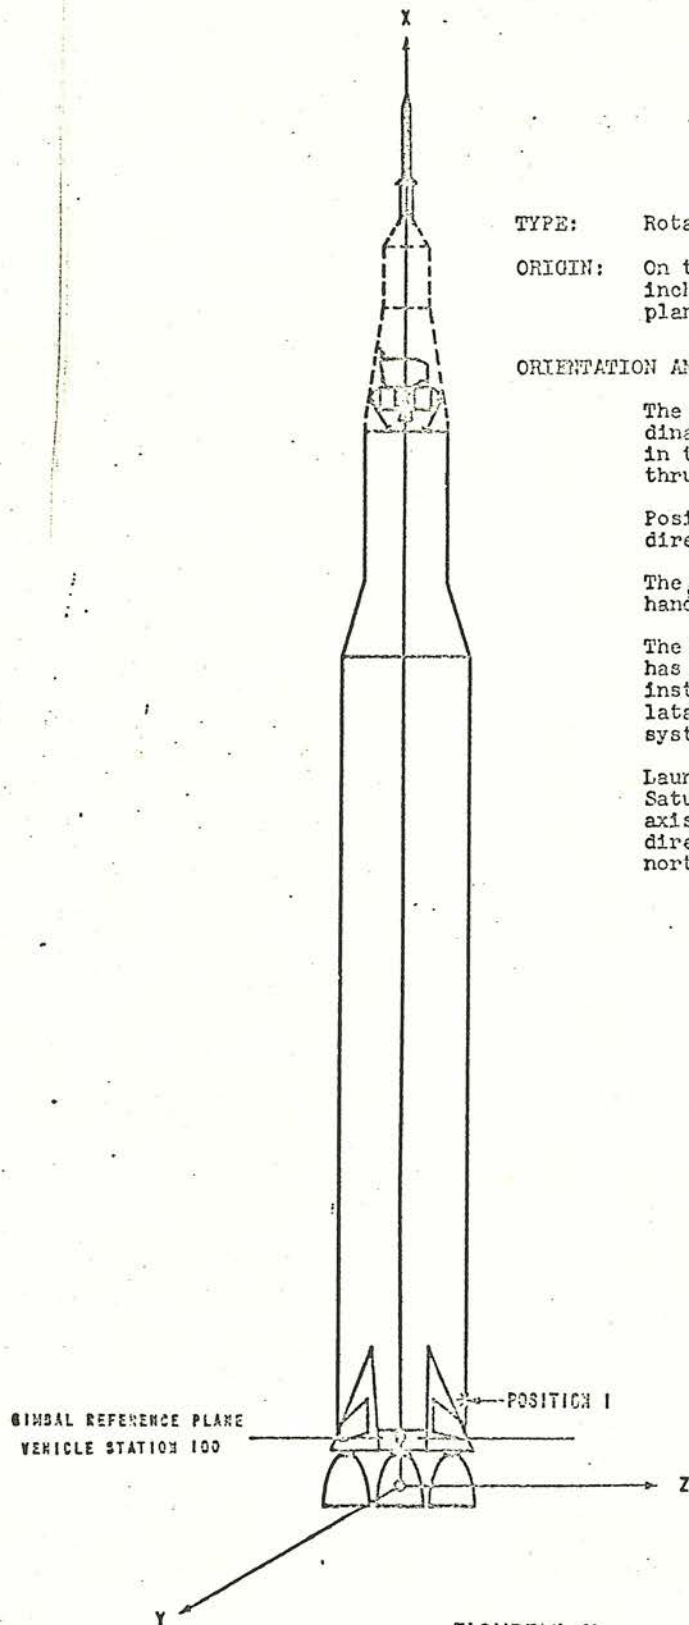 X
TYPE: Rota
ORIGIN: On t
incl
plan
ORIENTATION AN
The
dina
in t
thru
Posi
dire
The
hand
The
has
inst
lata
syst
Laun
Satu
axis
dire
nort
POSITION I
GIMBAL REFERENCE PLANE
VEHICLE STATION 100
Z
Y